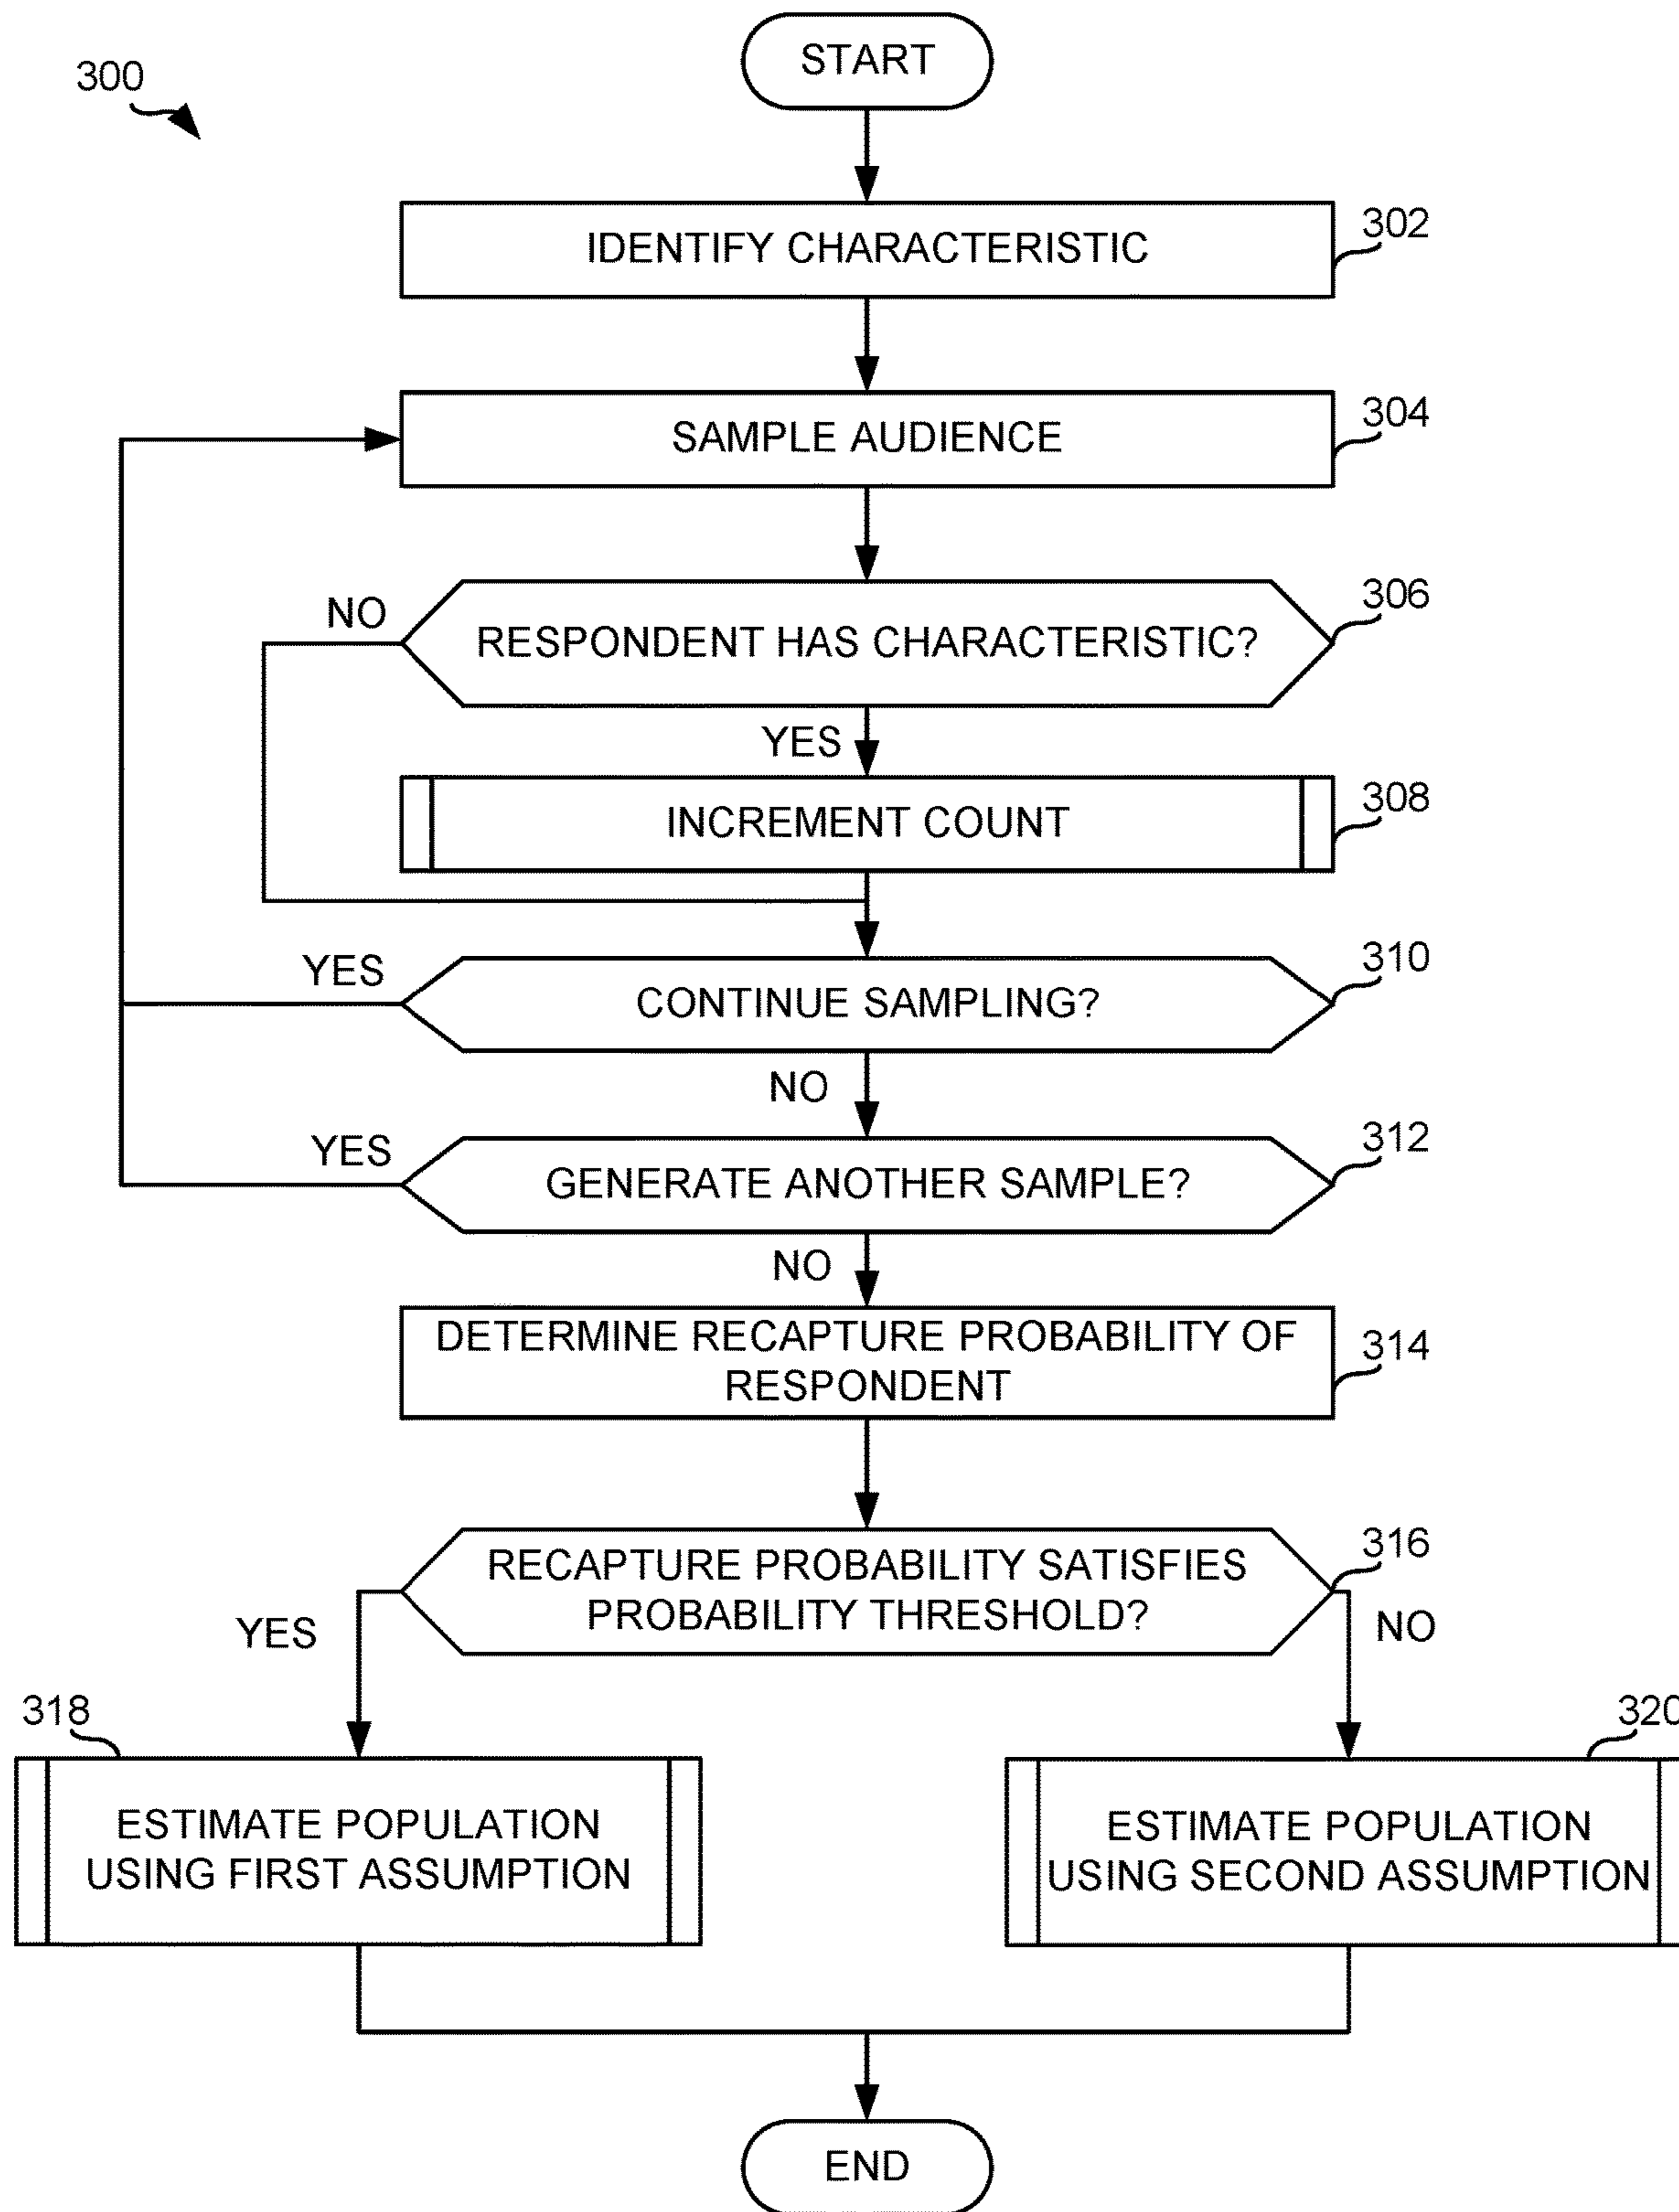 START
300
302
IDENTIFY CHARACTERISTIC
304
SAMPLE AUDIENCE
306
NO
RESPONDENT HAS CHARACTERISTIC?
YES
308
INCREMENT COUNT
310
YES
CONTINUE SAMPLING?
NO
312
YES
GENERATE ANOTHER SAMPLE?
NO
314
DETERMINE RECAPTURE PROBABILITY OF
RESPONDENT
316
RECAPTURE PROBABILITY SATISFIES
PROBABILITY THRESHOLD?
YES
NO
318
320
ESTIMATE POPULATION
USING FIRST ASSUMPTION
ESTIMATE POPULATION
USING SECOND ASSUMPTION
END